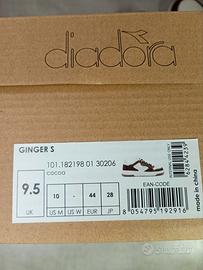 diadora
GINGER S
101.182198 01 30206
cocoa
9.5
UK
10
US M
-
US W
44
EUR
28
JP
EAN-CODE
8 054795 192916
made in china